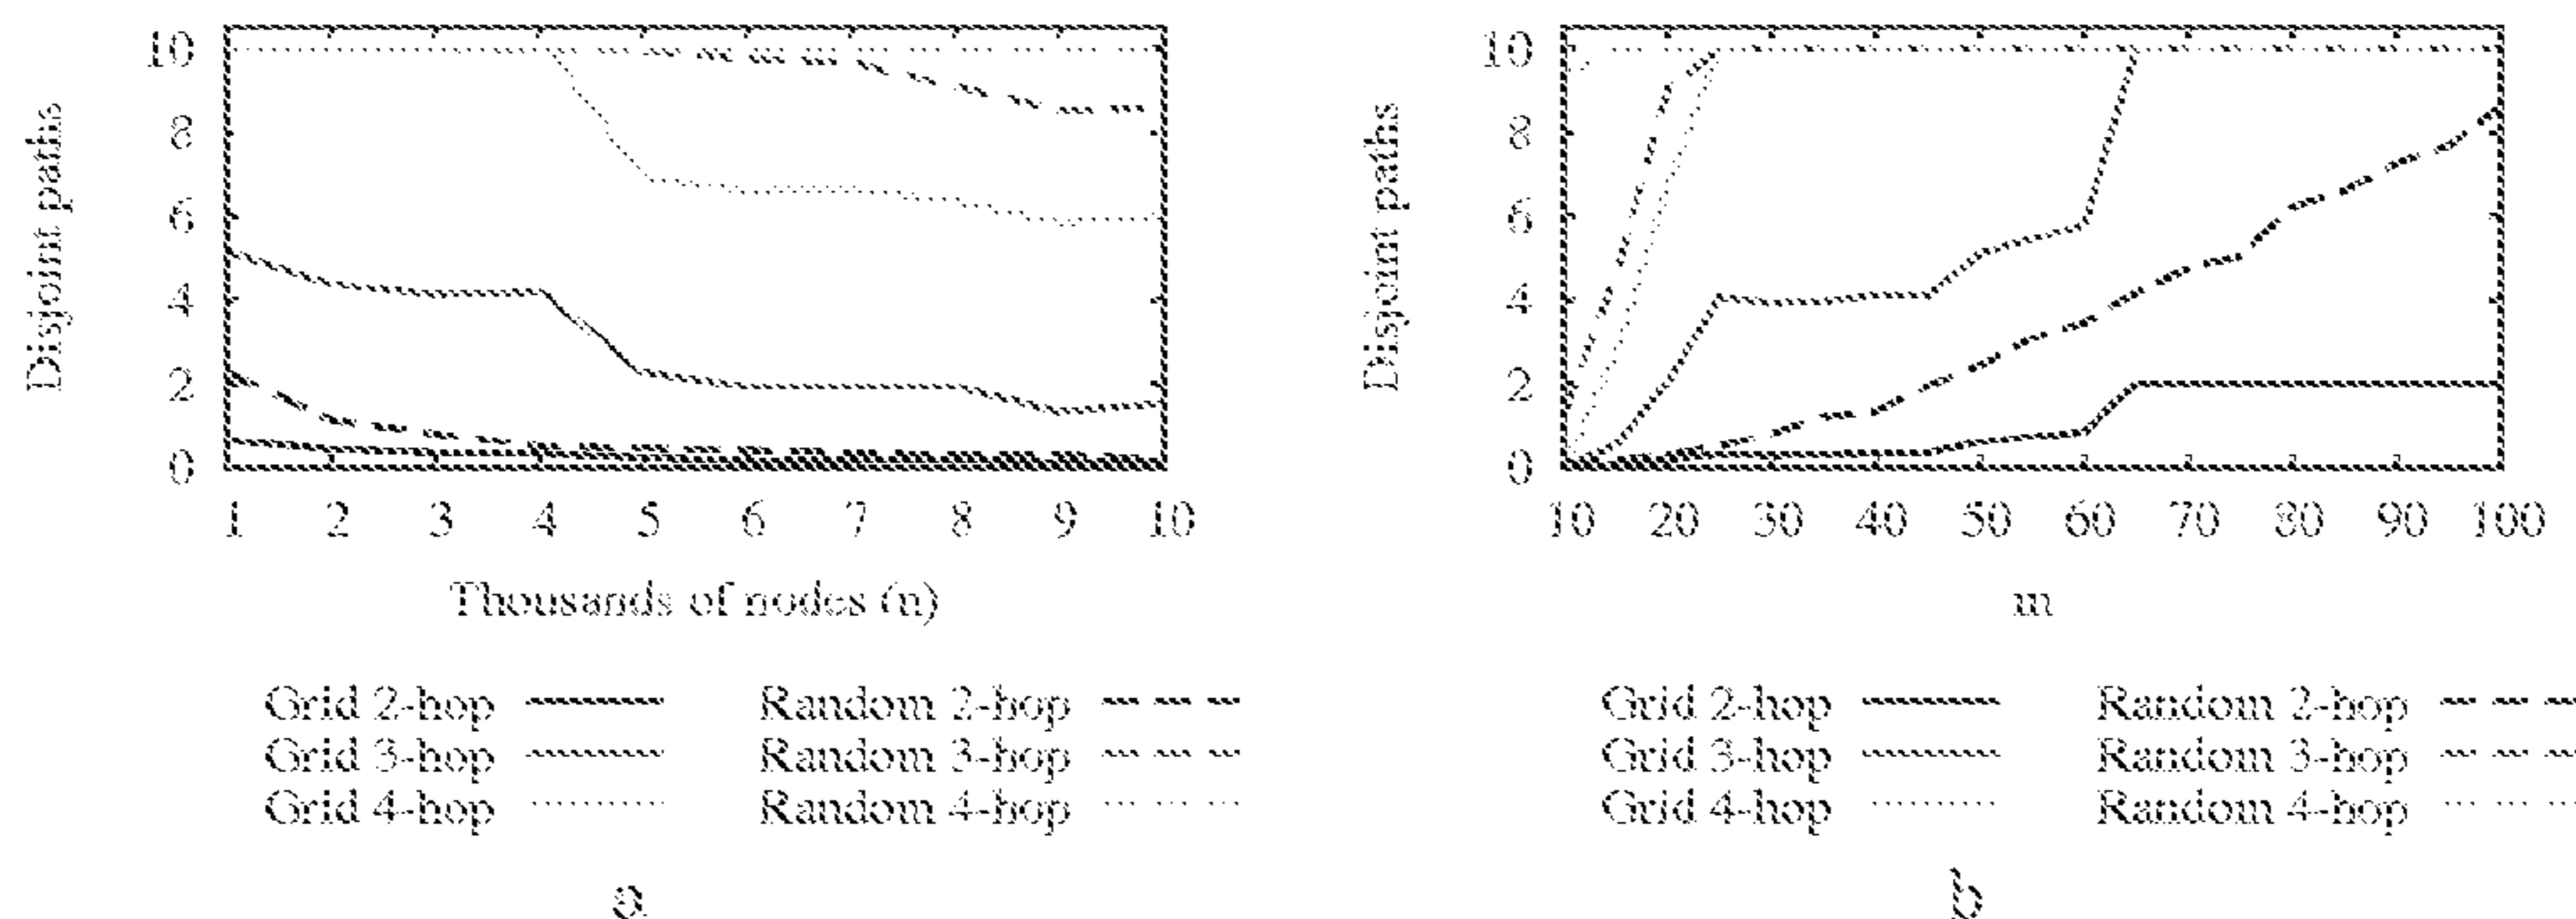 Disjoint paths
10
8
6
4
2
0
1 2 3 4 5 6 7 8 9 10
Thousands of nodes (n)
Grid 2-hop Random 2-hop
Grid 3-hop Random 3-hop
Grid 4-hop Random 4-hop
a
Disjoint paths
10
8
6
4
2
0
10 20 30 40 50 60 70 80 90 100
m
Grid 2-hop Random 2-hop
Grid 3-hop Random 3-hop
Grid 4-hop Random 4-hop
b